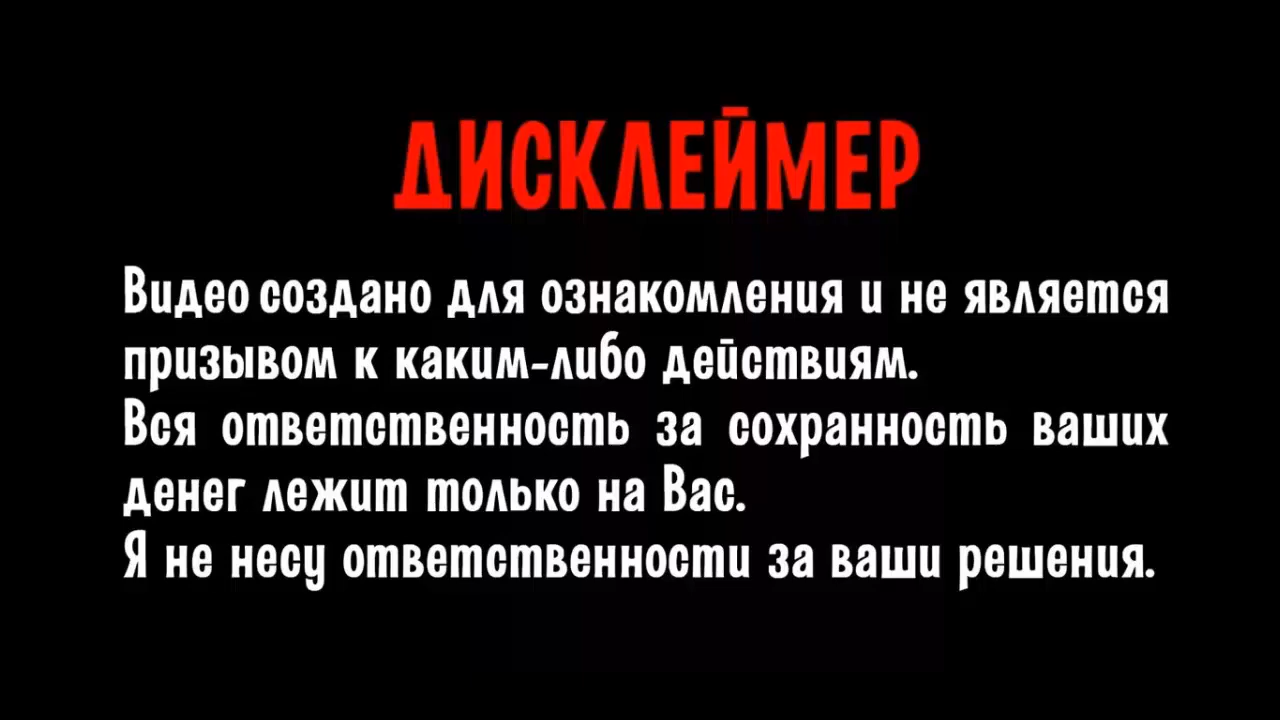 ДИСКЛЕЙМЕР
Видео создано для ознакомления и не является
призывом к каким-либо действиям.
Вся ответственность за сохранность ваших
денег лежит только на Вас.
Я не несу ответственности за ваши решения.